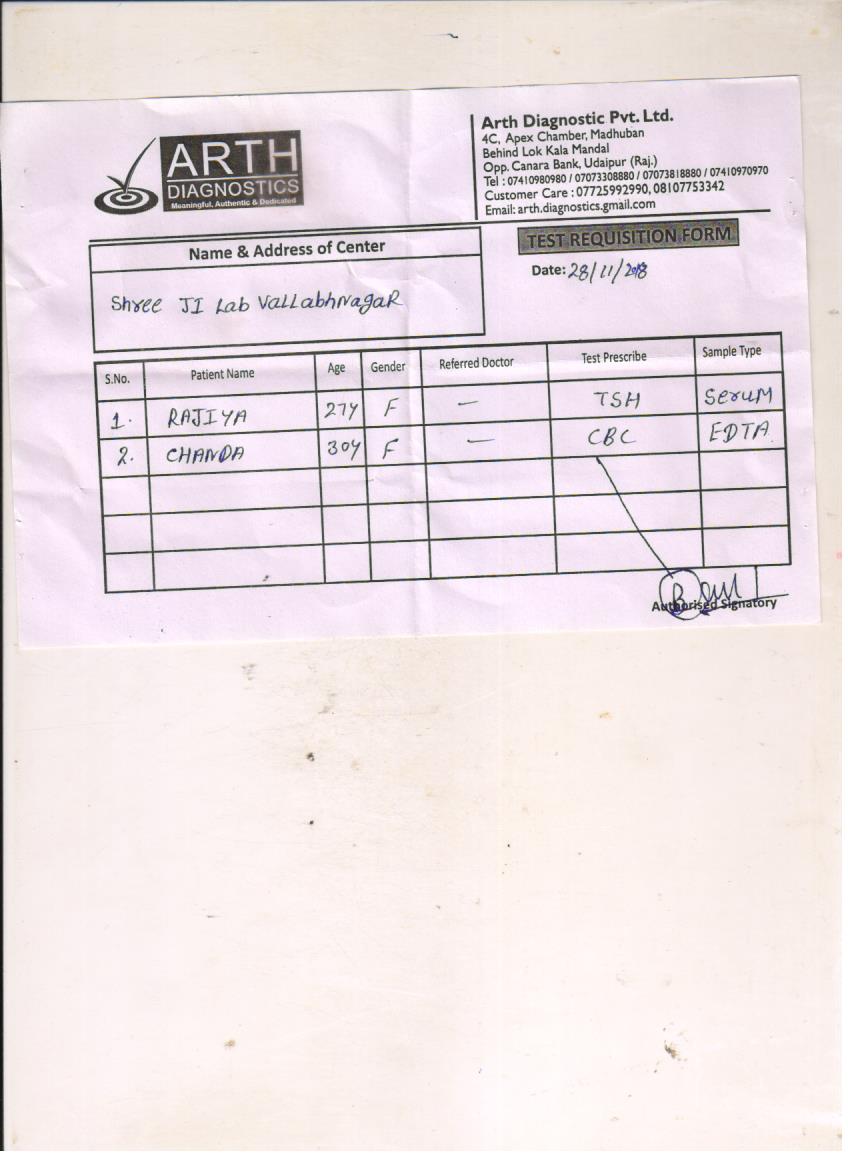 ARTH
DIAGNOSTICS
Meaningful, Authentic & Dedicated
Arth Diagnostic Pvt. Ltd.
4C, Apex Chamber, Madhuban
Behind Lok Kala Mandal
Opp. Canara Bank, Udaipur (Raj.)
Tel : 07410980980 / 07073308880 / 07073818880 / 07410970970
Customer Care : 07725992990, 08107753342
Email: arth.diagnostics.gmail.com
Name & Address of Center
Shree JI Lab Vallabhnagar
TEST REQUISITION FORM
Date: 28/11/2018
S.No. Patient Name Age Gender Referred Doctor Test Prescribe Sample Type
1. RAJIYA 27Y F — TSH Serum
2. CHANDA 30Y F — CBC EDTA
Authorised Signatory